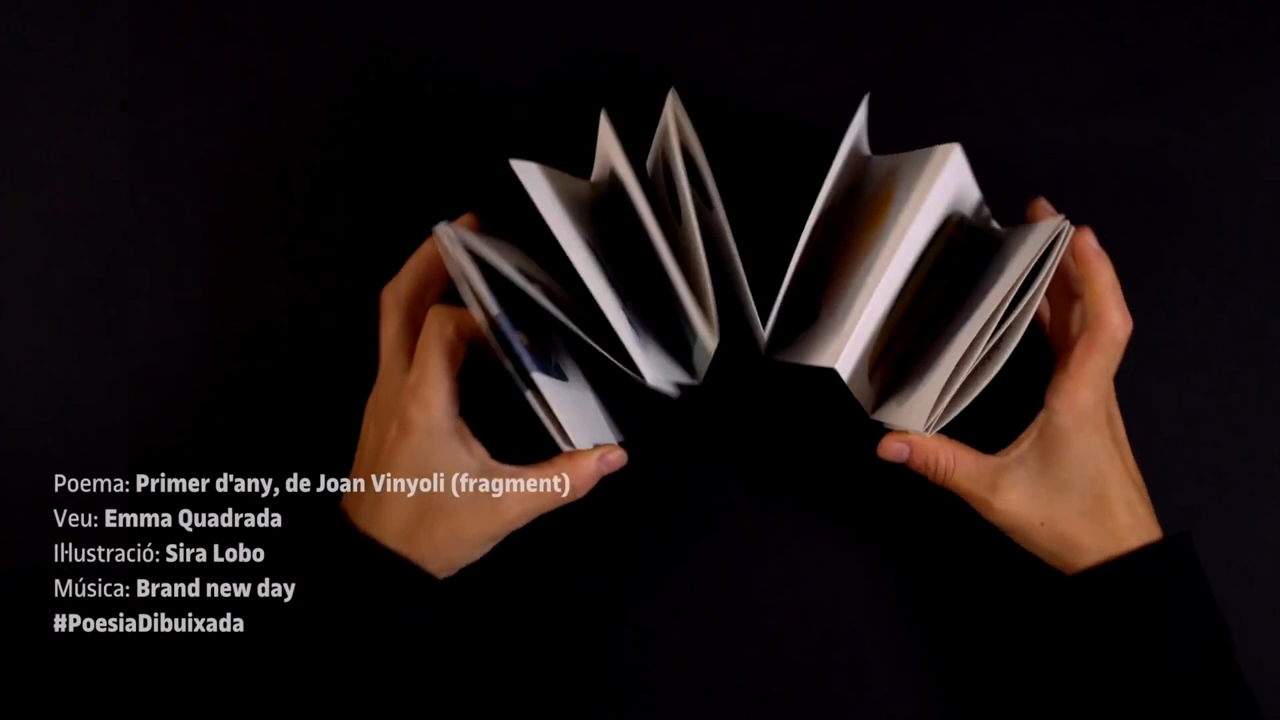 Poema: Primer d'any, de Joan Vinyoli (fragment)
Veu: Emma Quadrada
Il·lustració: Sira Lobo
Música: Brand new day
#PoesiaDibuixada